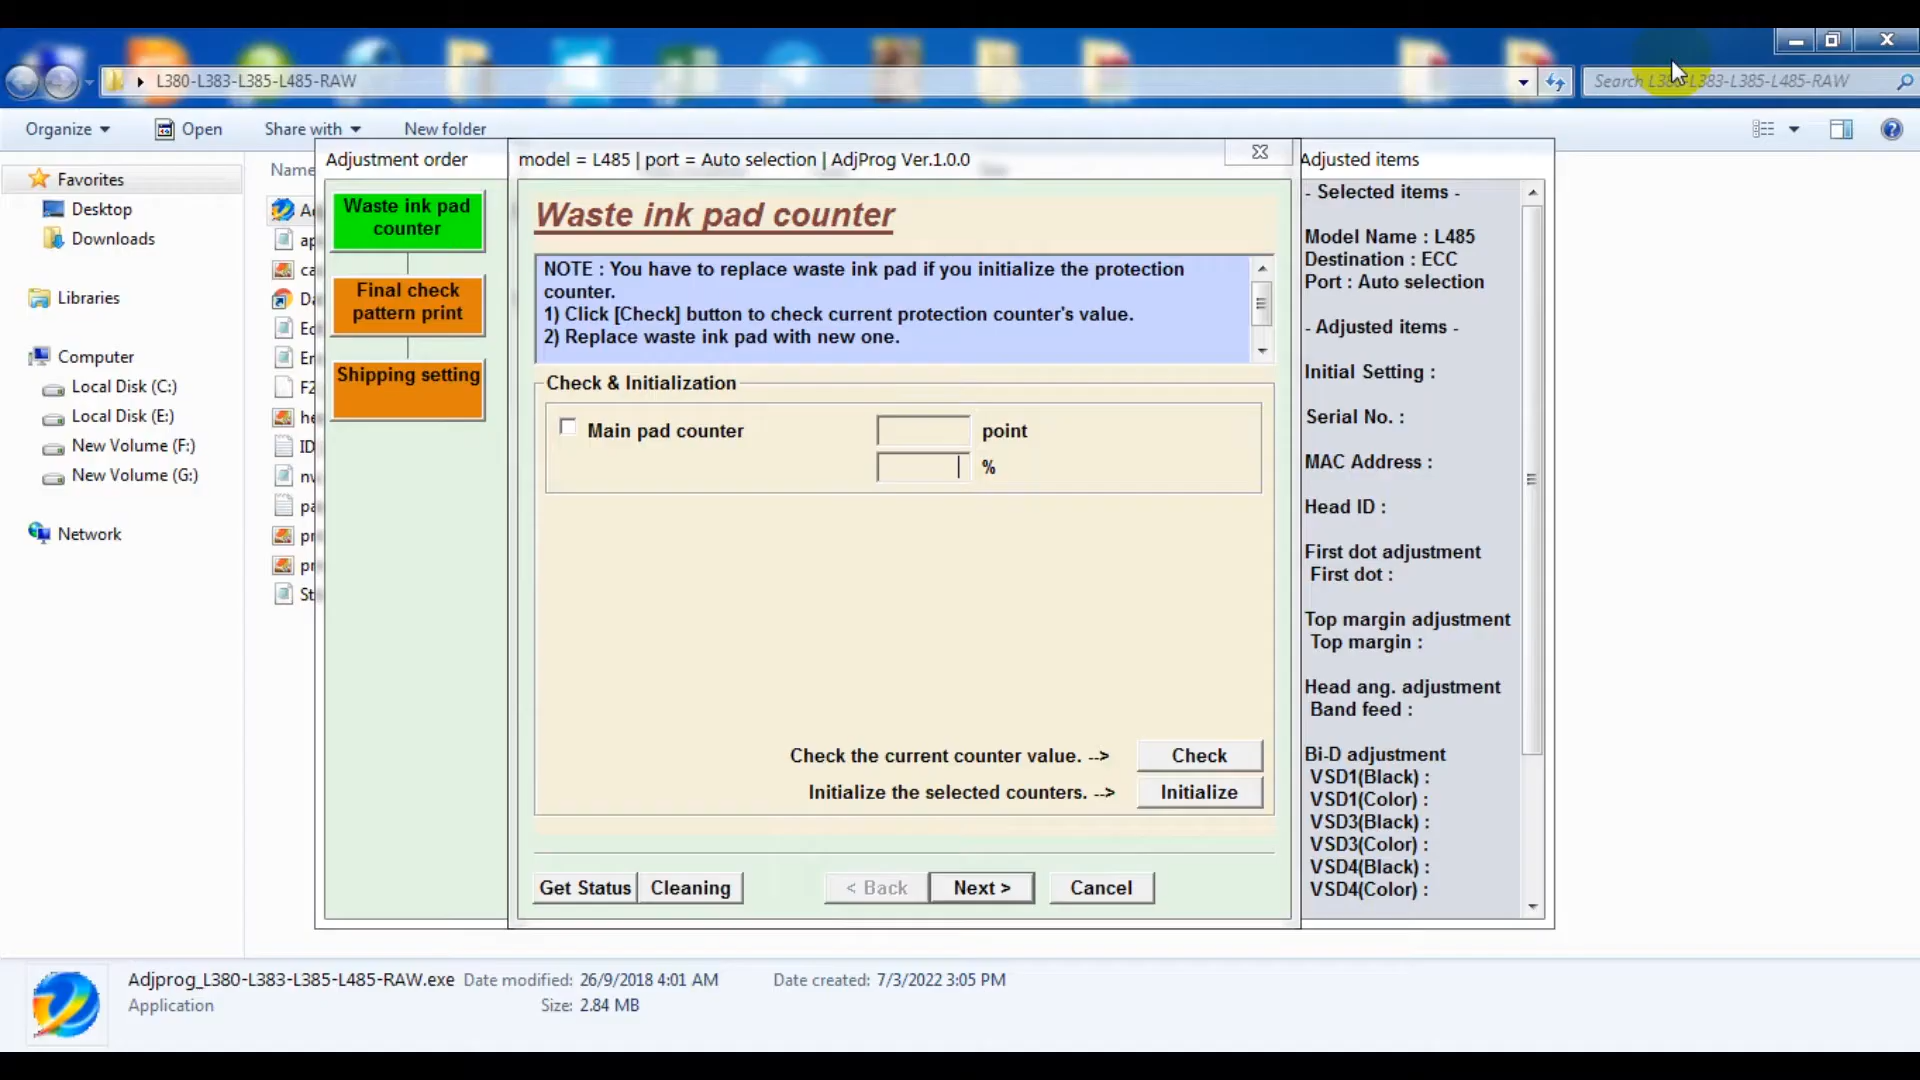 L380-L383-L385-L485-RAW
Search L380-L383-L385-L485-RAW
Organize
Open
Share with
New folder
Favorites
Desktop
Downloads
Libraries
Computer
Local Disk (C:)
Local Disk (E:)
New Volume (F:)
New Volume (G:)
Network
Name
Adjustment order
Waste ink pad
counter
Final check
pattern print
Shipping setting
model = L485 | port = Auto selection | AdjProg Ver.1.0.0
Waste ink pad counter
NOTE : You have to replace waste ink pad if you initialize the protection
counter.
1) Click [Check] button to check current protection counter's value.
2) Replace waste ink pad with new one.
Check & Initialization
Main pad counter
point
%
Check the current counter value. -->
Check
Initialize the selected counters. -->
Initialize
Get Status
Cleaning
< Back
Next >
Cancel
Adjusted items
- Selected items -
Model Name : L485
Destination : ECC
Port : Auto selection
- Adjusted items -
Initial Setting :
Serial No. :
MAC Address :
Head ID :
First dot adjustment
First dot :
Top margin adjustment
Top margin :
Head ang. adjustment
Band feed :
Bi-D adjustment
VSD1(Black) :
VSD1(Color) :
VSD3(Black) :
VSD3(Color) :
VSD4(Black) :
VSD4(Color) :
Adjprog_L380-L383-L385-L485-RAW.exe
Date modified: 26/9/2018 4:01 AM
Date created: 7/3/2022 3:05 PM
Application
Size: 2.84 MB